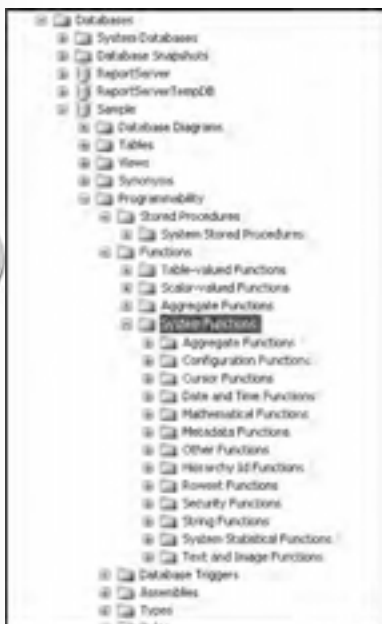 Databases
System Databases
Database Snapshots
ReportServer
ReportServerTempDB
Sample
Database Diagrams
Tables
Views
Synonyms
Programmability
Stored Procedures
System Stored Procedures
Functions
Table-valued Functions
Scalar-valued Functions
Aggregate Functions
System Functions
Aggregate Functions
Configuration Functions
Cursor Functions
Date and Time Functions
Mathematical Functions
Metadata Functions
Other Functions
Hierarchy Id Functions
Rowset Functions
Security Functions
String Functions
System Statistical Functions
Text and Image Functions
Database Triggers
Assemblies
Types